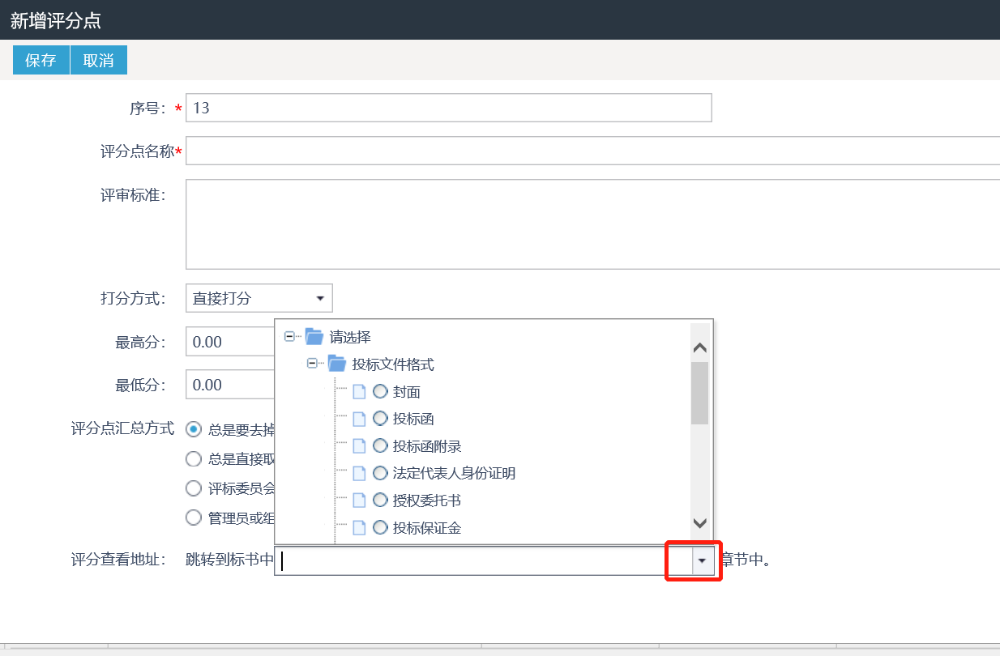 新增评分点
保存 取消
序号：* 13
评分点名称*
评审标准：
打分方式： 直接打分
最高分： 0.00
最低分： 0.00
请选择
投标文件格式
封面
投标函
投标函附录
法定代表人身份证明
授权委托书
投标保证金
评分点汇总方式 总是要去掉
总是直接取
评标委员会
管理员或组
评分查看地址： 跳转到标书中 章节中。